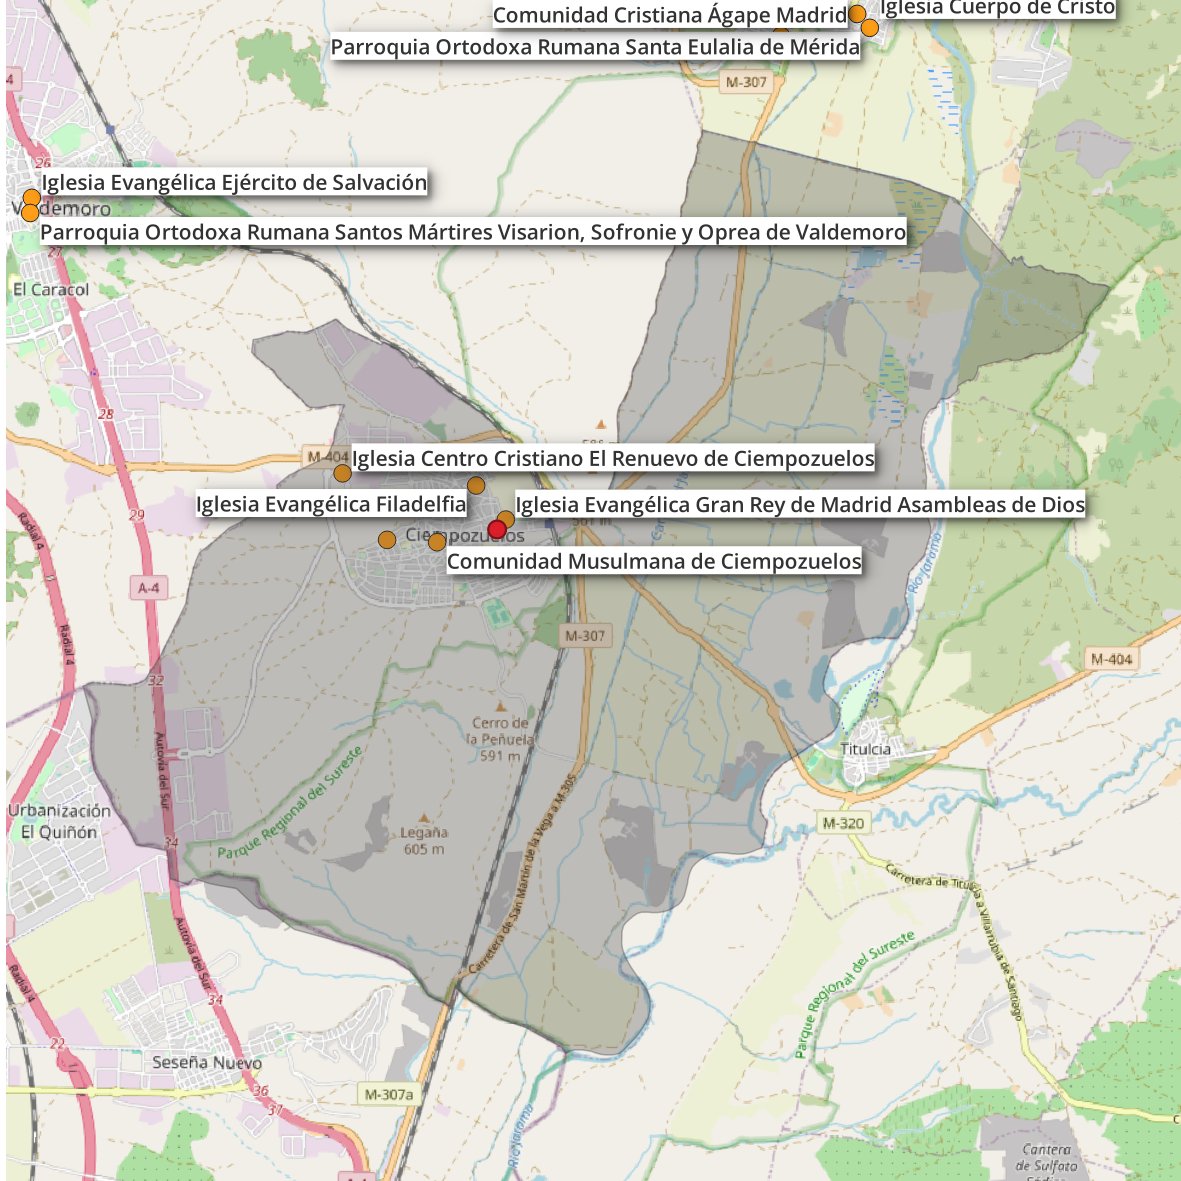 Iglesia Cuerpo de Cristo
Comunidad Cristiana Ágape Madrid
Parroquia Ortodoxa Rumana Santa Eulalia de Mérida
M-307
26
Iglesia Evangélica Ejército de Salvación
Parroquia Ortodoxa Rumana Santos Mártires Visarion, Sofronie y Oprea de Valdemoro
27
El Caracol
28
M-404
Iglesia Centro Cristiano El Renuevo de Ciempozuelos
Iglesia Evangélica Filadelfia
Iglesia Evangélica Gran Rey de Madrid Asambleas de Dios
29
Radial 4
Ciempozuelos
Comunidad Musulmana de Ciempozuelos
Río Jarama
A-4
Radial 4
M-307
M-404
32
Cerro de
la Peñuela
591 m
Titulcia
Autovía del Sur
Urbanización
El Quiñón
Parque Regional del Sureste
Legaña
605 m
34
M-320
Carretera de San Martín de la Vega a M-305
Carretera de Titulcia a Villarrubia de Santiago
Autovía del Sur
Parque Regional del Sureste
Radial 4
34
22
Seseña Nuevo
36
37
M-307a
Río Jarama
Cantera
de Sulfato